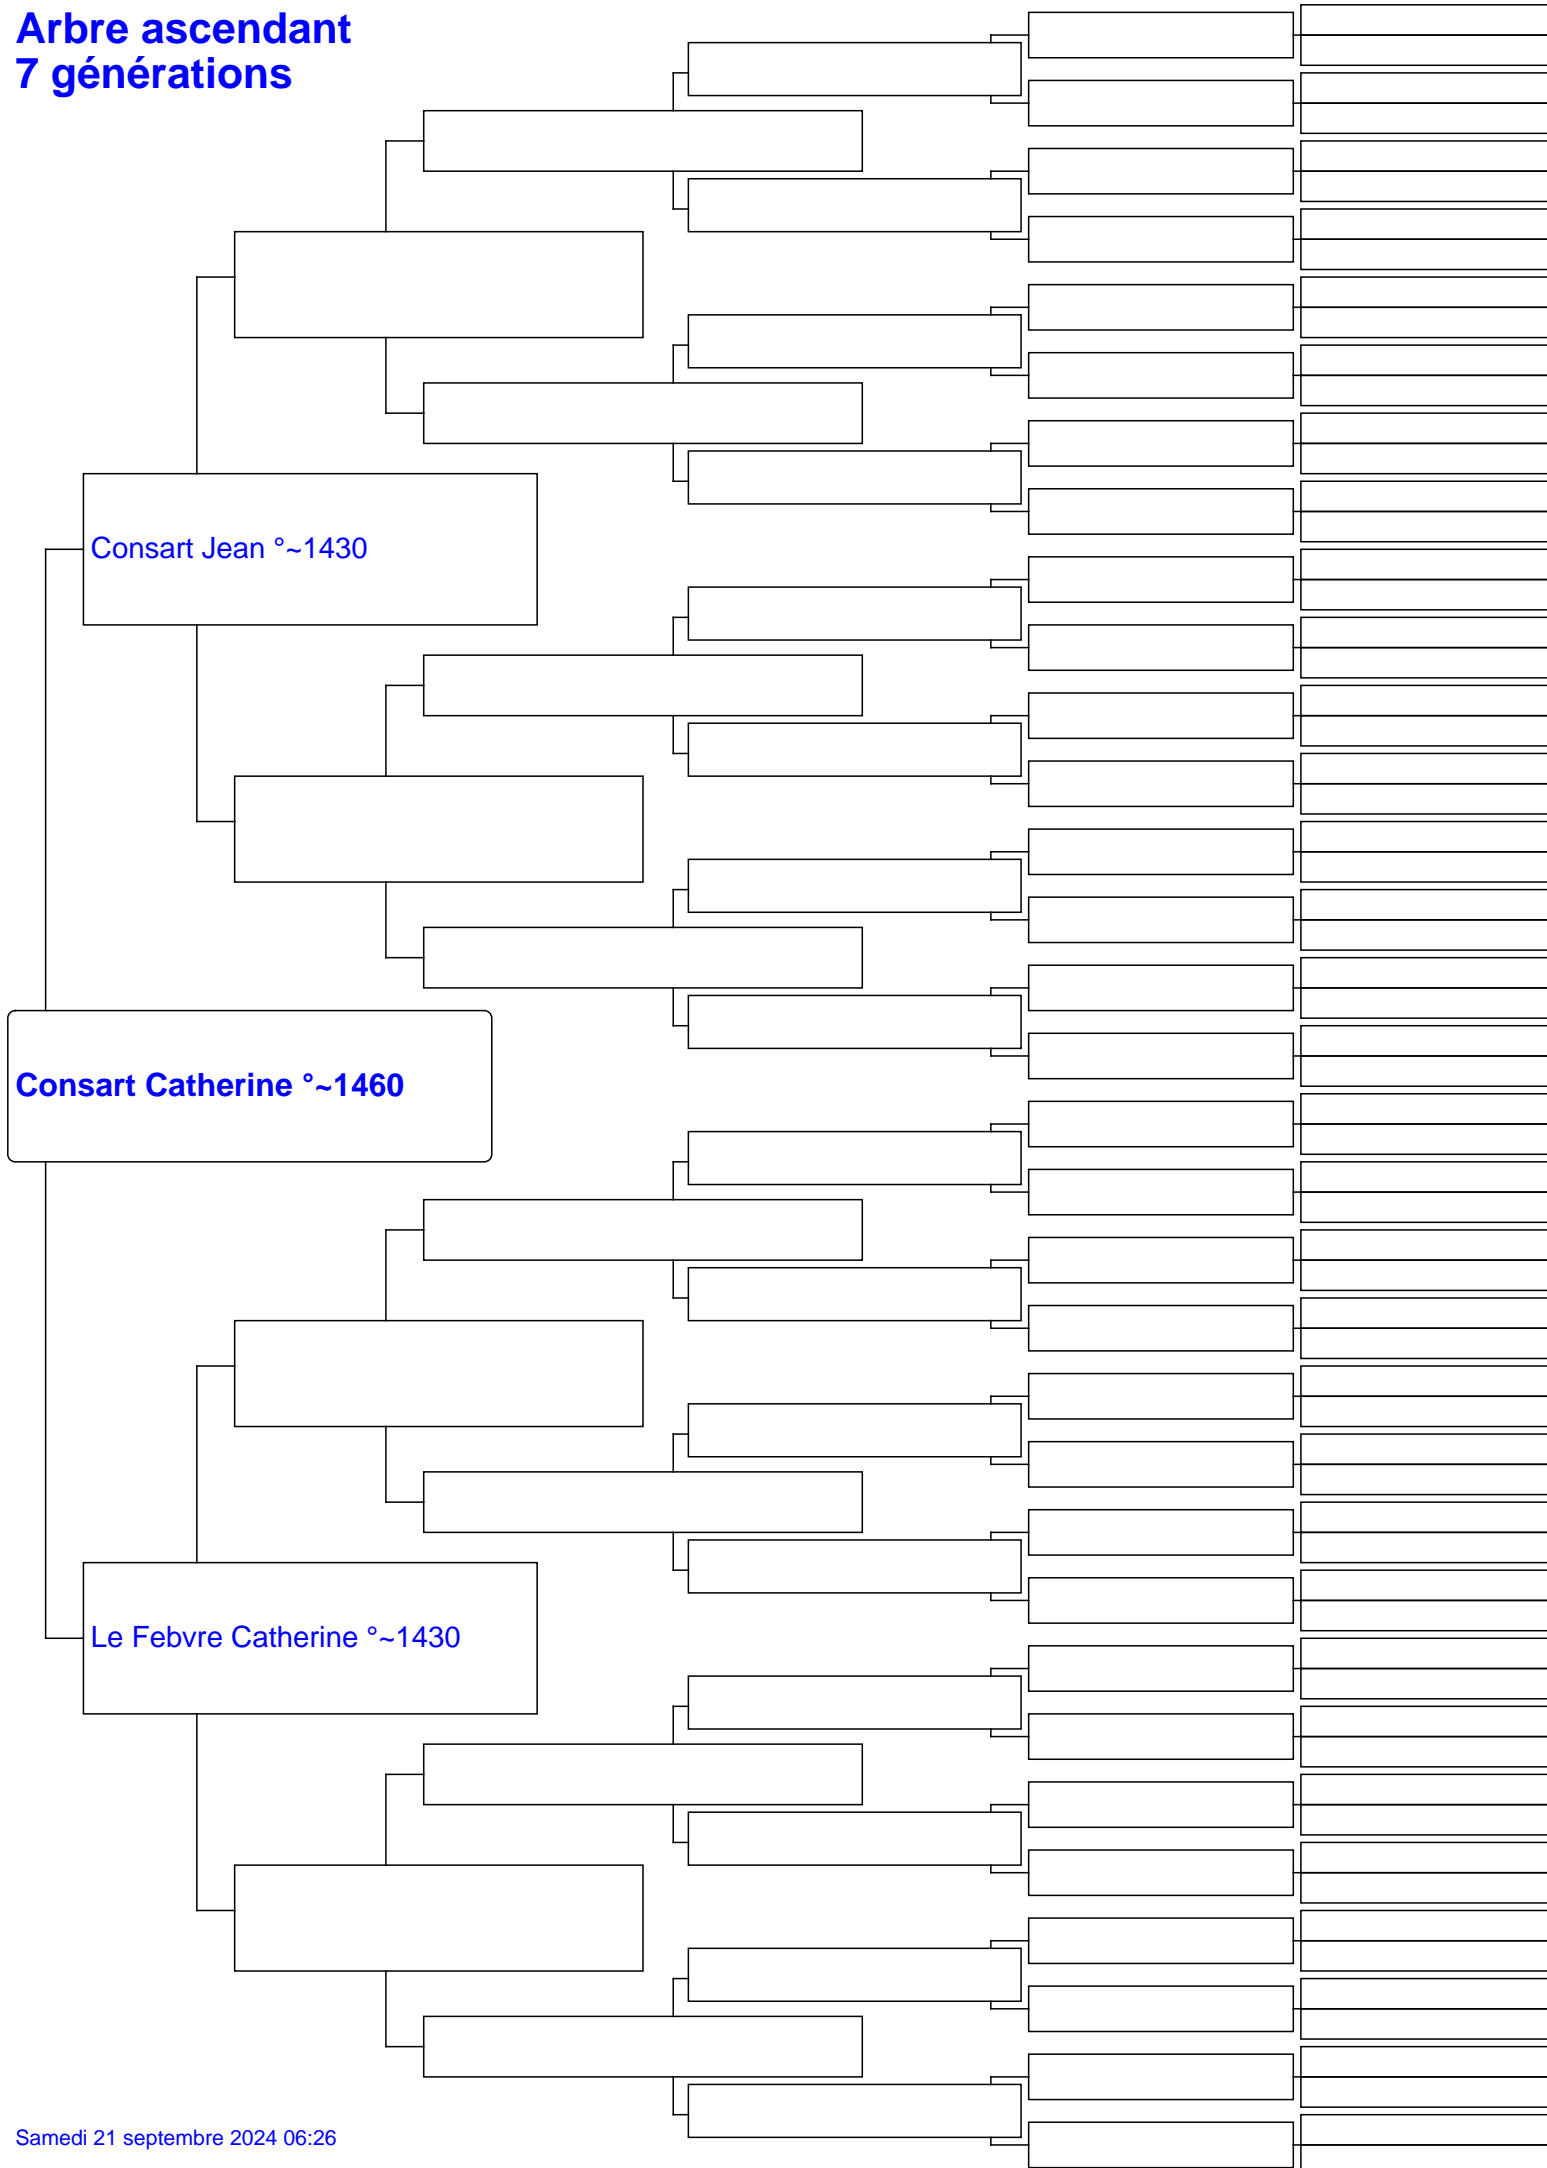 Arbre ascendant
7 générations
Consart Jean °~1430
Consart Catherine °~1460
Le Febvre Catherine °~1430
Samedi 21 septembre 2024 06:26